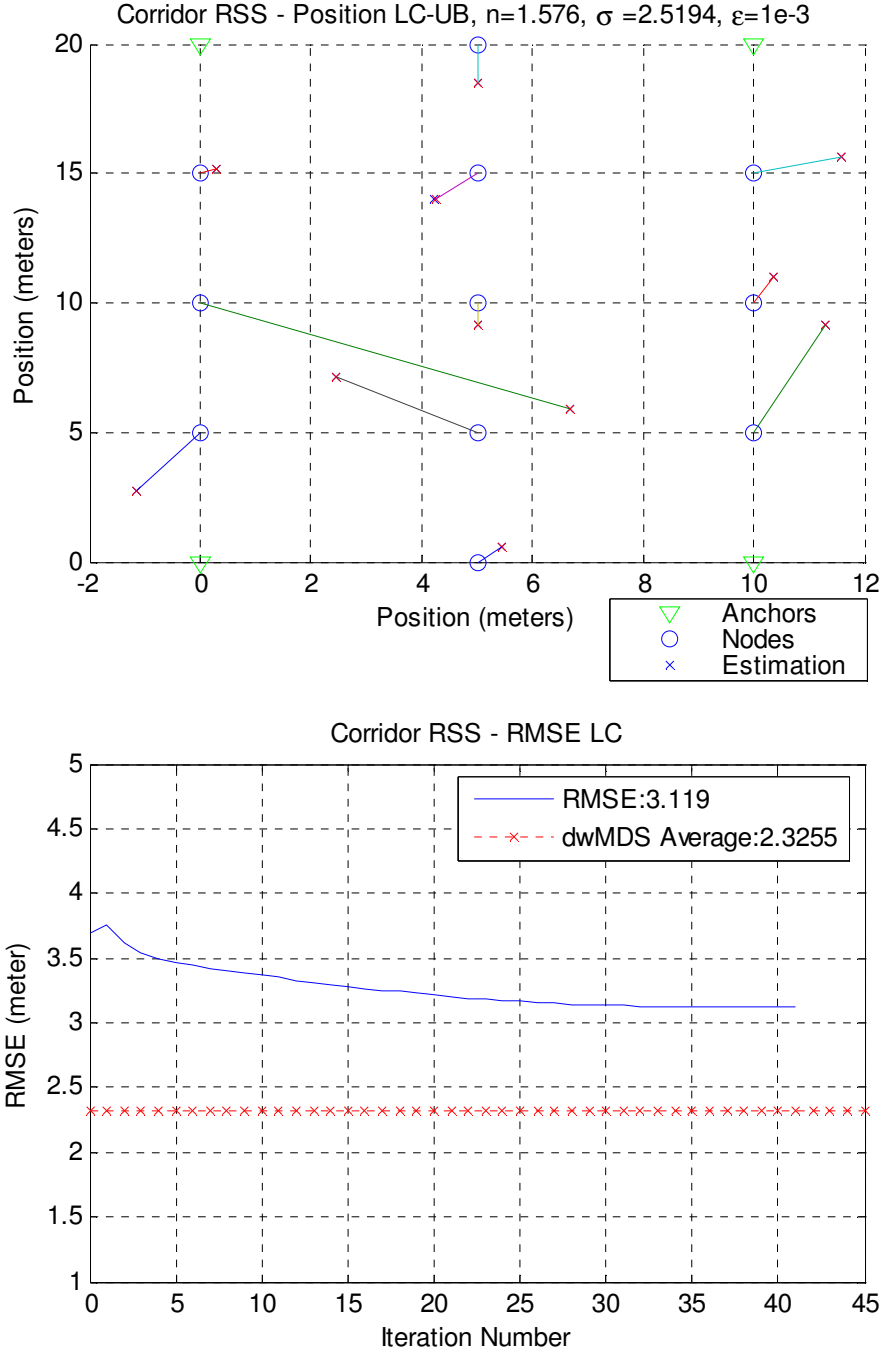 Corridor RSS - Position LC-UB, n=1.576, σ =2.5194, ε=1e-3
20
15
10
5
0
Position (meters)
-2 0 2 4 6 8 10 12
Position (meters)
Anchors
Nodes
Estimation
Corridor RSS - RMSE LC
5
4.5
4
3.5
3
2.5
2
1.5
1
RMSE (meter)
RMSE:3.119
dwMDS Average:2.3255
0 5 10 15 20 25 30 35 40 45
Iteration Number